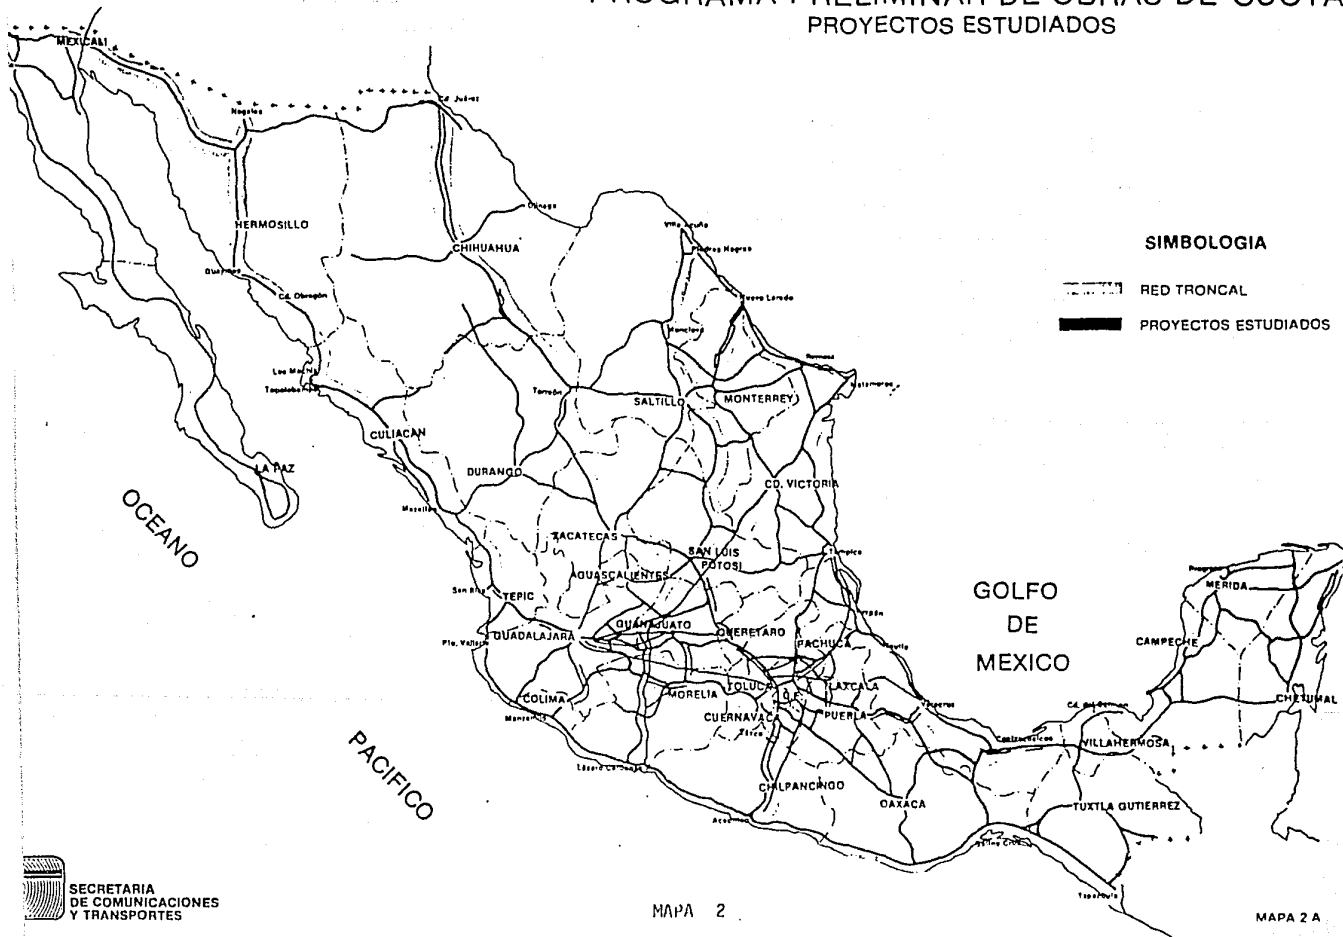 PROGRAMA PRELIMINAR DE OBRAS DE CUOTA
PROYECTOS ESTUDIADOS
MEXICALI
Cd. Juárez
Nogales
Ojinaga
HERMOSILLO
Villa Acuña
CHIHUAHUA
Piedras Negras
SIMBOLOGIA
Guaymas
Cd. Obregón
Nuevo Laredo
RED TRONCAL
Monclova
PROYECTOS ESTUDIADOS
Reynosa
Los Mochis
Topolobampo
Torreón
SALTILLO
MONTERREY
Matamoros
CULIACAN
LA PAZ
DURANGO
CD. VICTORIA
OCEANO
Mazatlán
ZACATECAS
SAN LUIS
POTOSI
Tampico
AGUASCALIENTES
Progreso
MERIDA
San Blas
TEPIC
GOLFO
DE
MEXICO
Tuxpán
GUANAJUATO
QUERETARO
GUADALAJARA
Pto. Vallarta
PACHUCA
CAMPECHE
TOLUCA
TLAXCALA
MORELIA
D.F.
COLIMA
CHETUMAL
Cd. del Carmen
Veracruz
Manzanillo
CUERNAVACA
PUEBLA
Taxco
Coatzacoalcos
VILLAHERMOSA
PACIFICO
Lázaro Cárdenas
CHILPANCINGO
OAXACA
TUXTLA GUTIERREZ
Acapulco
Salina Cruz
Tapachula
SECRETARIA
DE COMUNICACIONES
Y TRANSPORTES
MAPA 2
MAPA 2 A